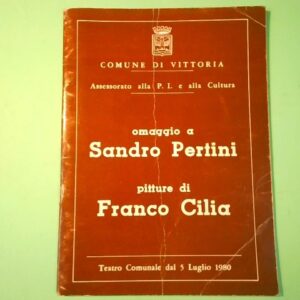 COMUNE DI VITTORIA
Assessorato alla P. I. e alla Cultura
omaggio a
Sandro Pertini
pitture di
Franco Cilia
Teatro Comunale dal 5 Luglio 1980